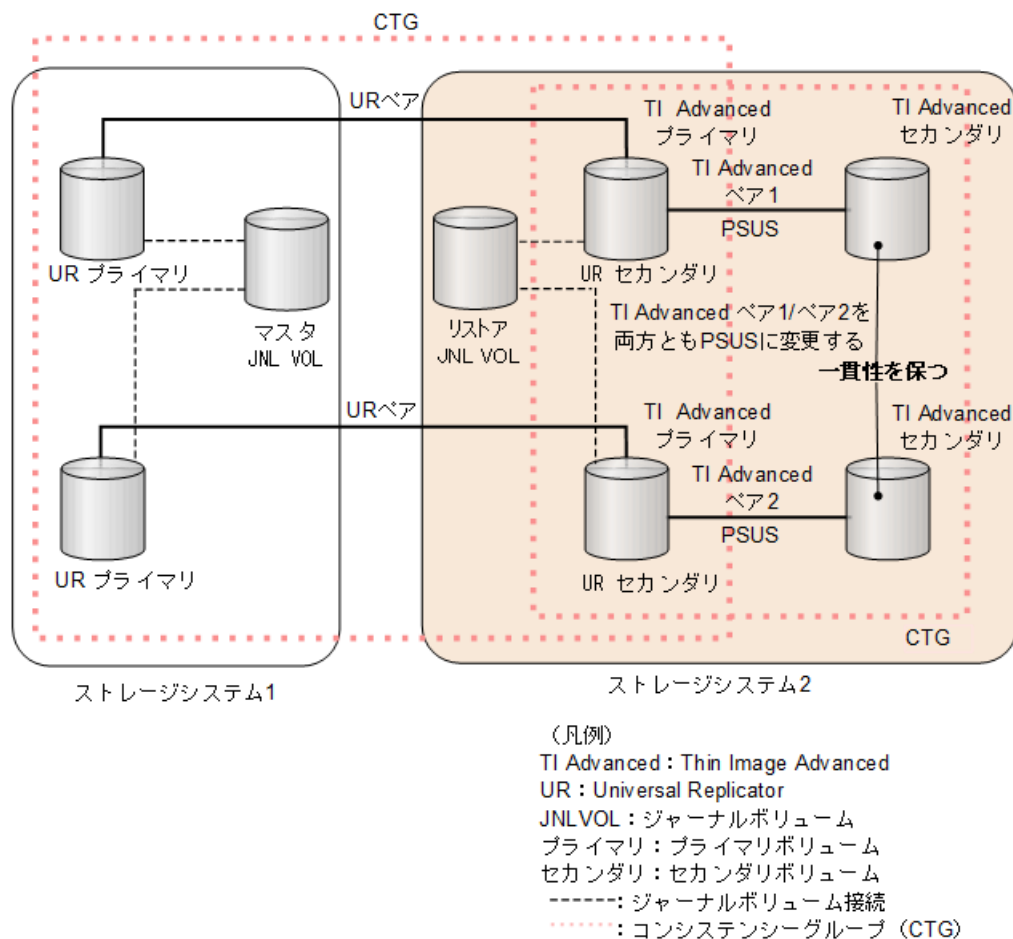 CTG
URペア
TI Advanced
プライマリ
TI Advanced
セカンダリ
TI Advanced
ペア1
PSUS
UR プライマリ
マスタ
JNL VOL
リストア
JNL VOL
UR セカンダリ
TI Advanced ペア1/ペア2を
両方ともPSUSに変更する
一貫性を保つ
URペア
TI Advanced
プライマリ
TI Advanced
セカンダリ
TI Advanced
ペア2
PSUS
UR プライマリ
UR セカンダリ
CTG
ストレージシステム1
ストレージシステム2
（凡例）
TI Advanced：Thin Image Advanced
UR：Universal Replicator
JNLVOL：ジャーナルボリューム
プライマリ：プライマリボリューム
セカンダリ：セカンダリボリューム
：ジャーナルボリューム接続
：コンシステンシーグループ（CTG）